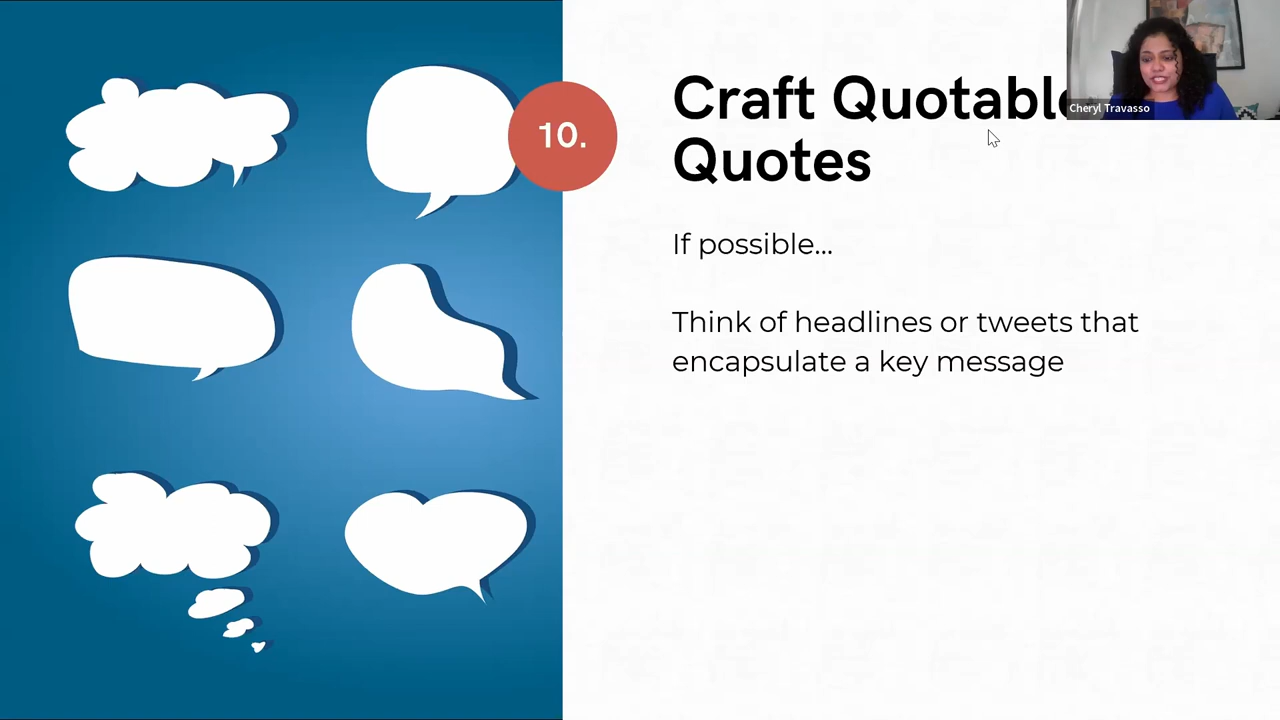 10.
Craft Quotable
Quotes
Cheryl Travasso
If possible...
Think of headlines or tweets that
encapsulate a key message